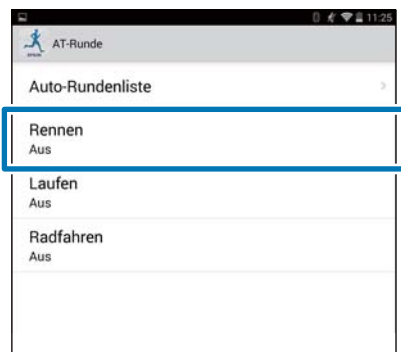 11:25
AT-Runde
Auto-Rundenliste
Rennen
Aus
Laufen
Aus
Radfahren
Aus